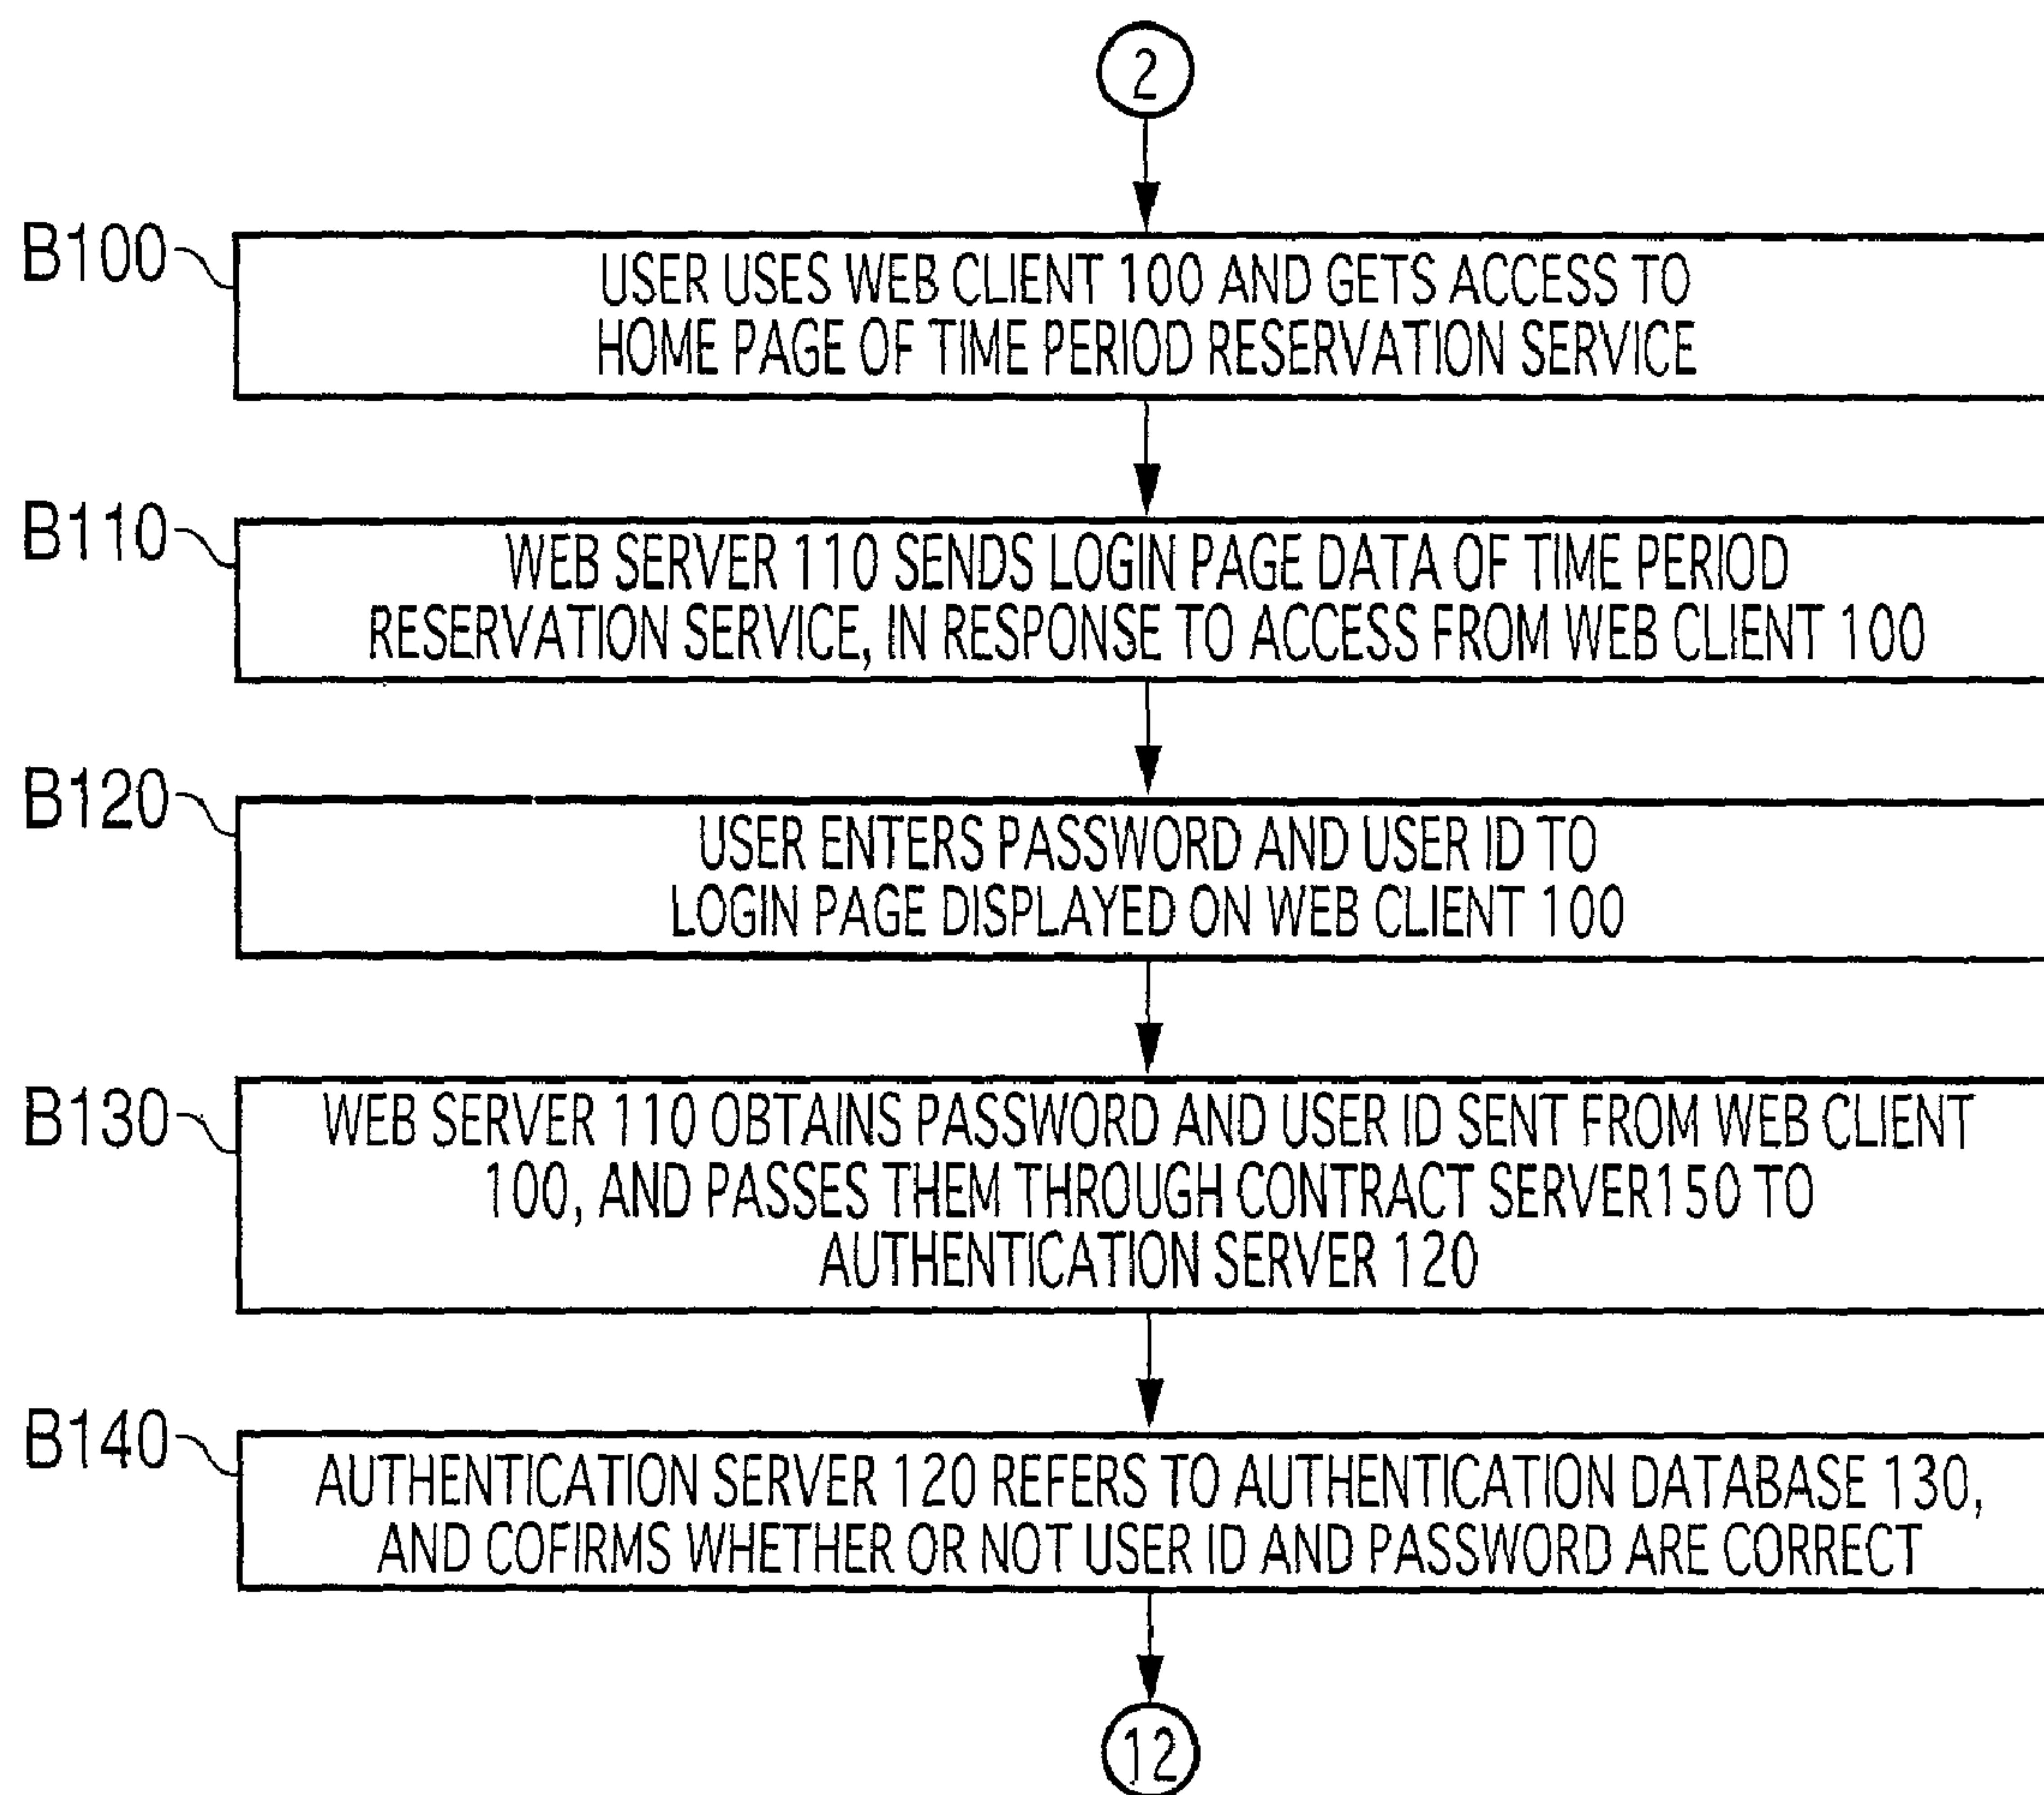 2
B100
USER USES WEB CLIENT 100 AND GETS ACCESS TO
HOME PAGE OF TIME PERIOD RESERVATION SERVICE
B110
WEB SERVER 110 SENDS LOGIN PAGE DATA OF TIME PERIOD
RESERVATION SERVICE, IN RESPONSE TO ACCESS FROM WEB CLIENT 100
B120
USER ENTERS PASSWORD AND USER ID TO
LOGIN PAGE DISPLAYED ON WEB CLIENT 100
B130
WEB SERVER 110 OBTAINS PASSWORD AND USER ID SENT FROM WEB CLIENT
100, AND PASSES THEM THROUGH CONTRACT SERVER150 TO
AUTHENTICATION SERVER 120
B140
AUTHENTICATION SERVER 120 REFERS TO AUTHENTICATION DATABASE 130,
AND COFIRMS WHETHER OR NOT USER ID AND PASSWORD ARE CORRECT
12